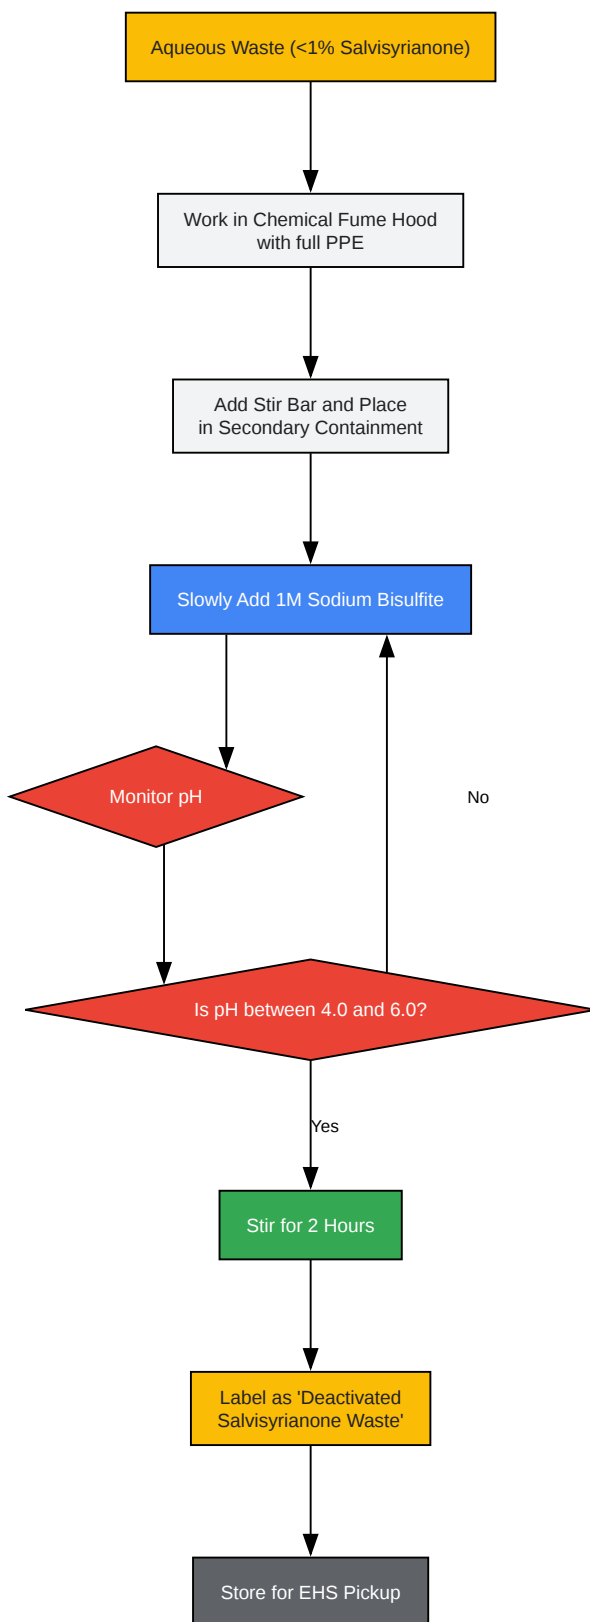 Aqueous Waste (<1% Salvisyrianone)
Work in Chemical Fume Hood
with full PPE
Add Stir Bar and Place
in Secondary Containment
Slowly Add 1M Sodium Bisulfite
Monitor pH
No
Is pH between 4.0 and 6.0?
Yes
Stir for 2 Hours
Label as 'Deactivated
Salvisyrianone Waste'
Store for EHS Pickup